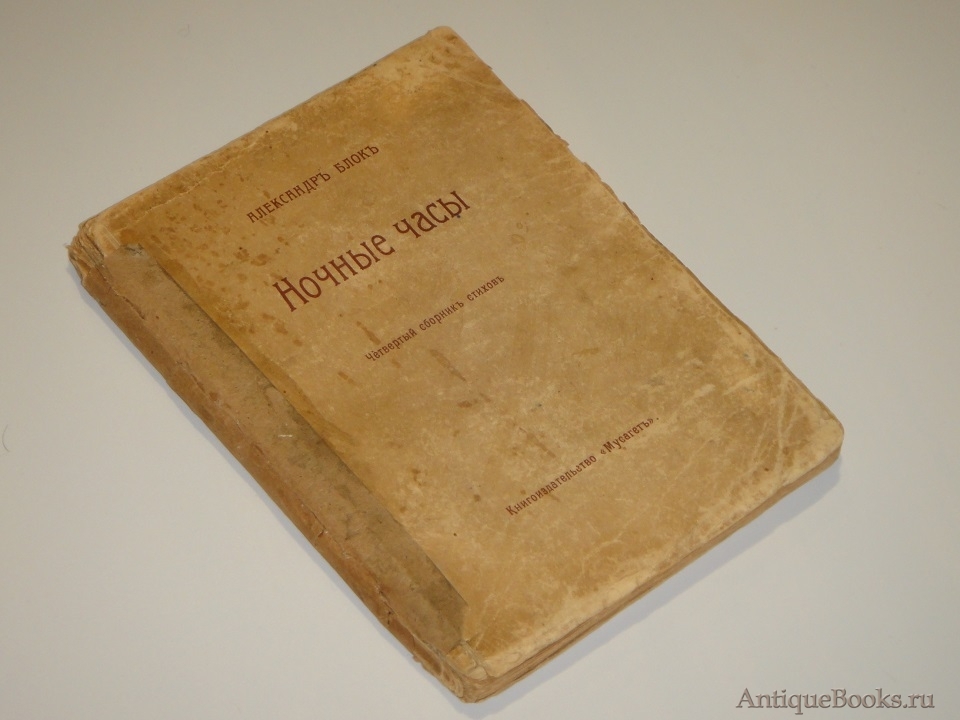 АЛЕКСАНДРЪ БЛОКЪ
Ночные часы
Четвертый сборникъ стиховъ
Книгоиздательство «Мусагетъ».
AntiqueBooks.ru